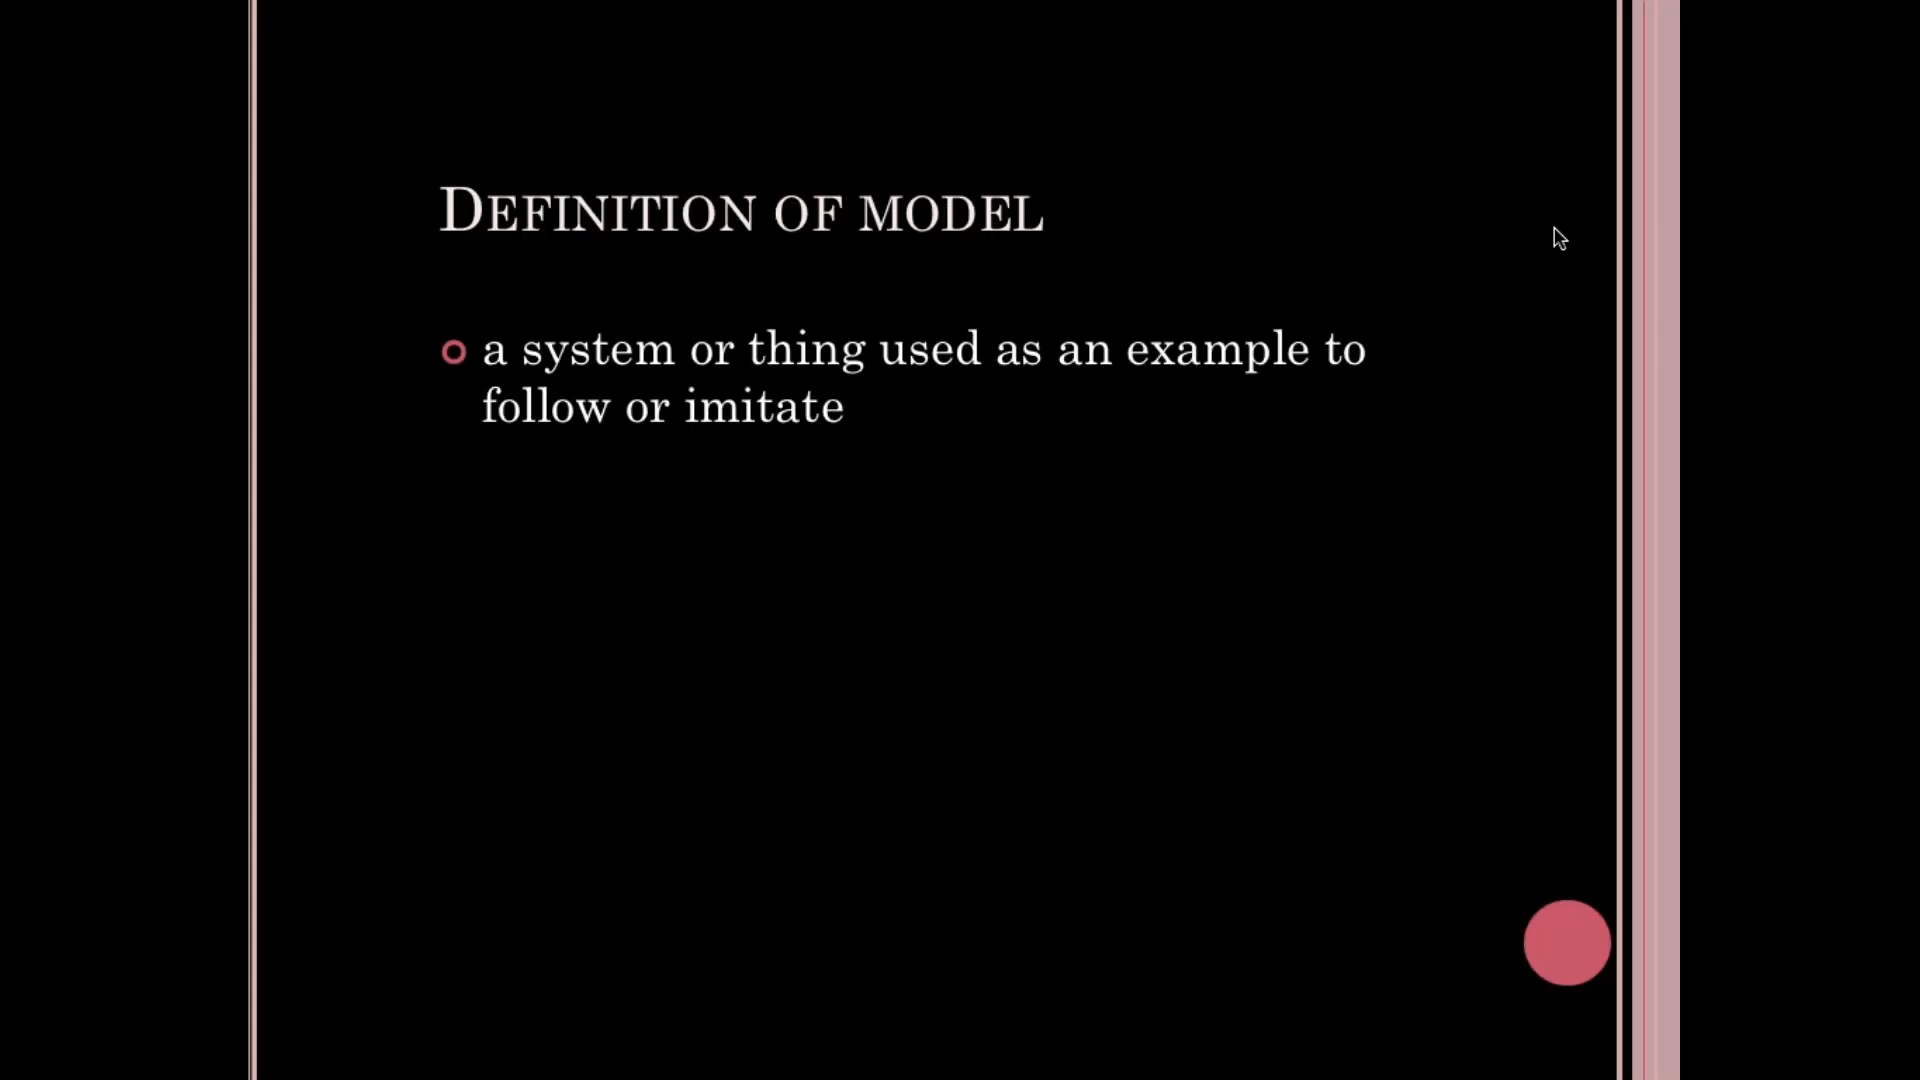 Definition of model
a system or thing used as an example to
follow or imitate